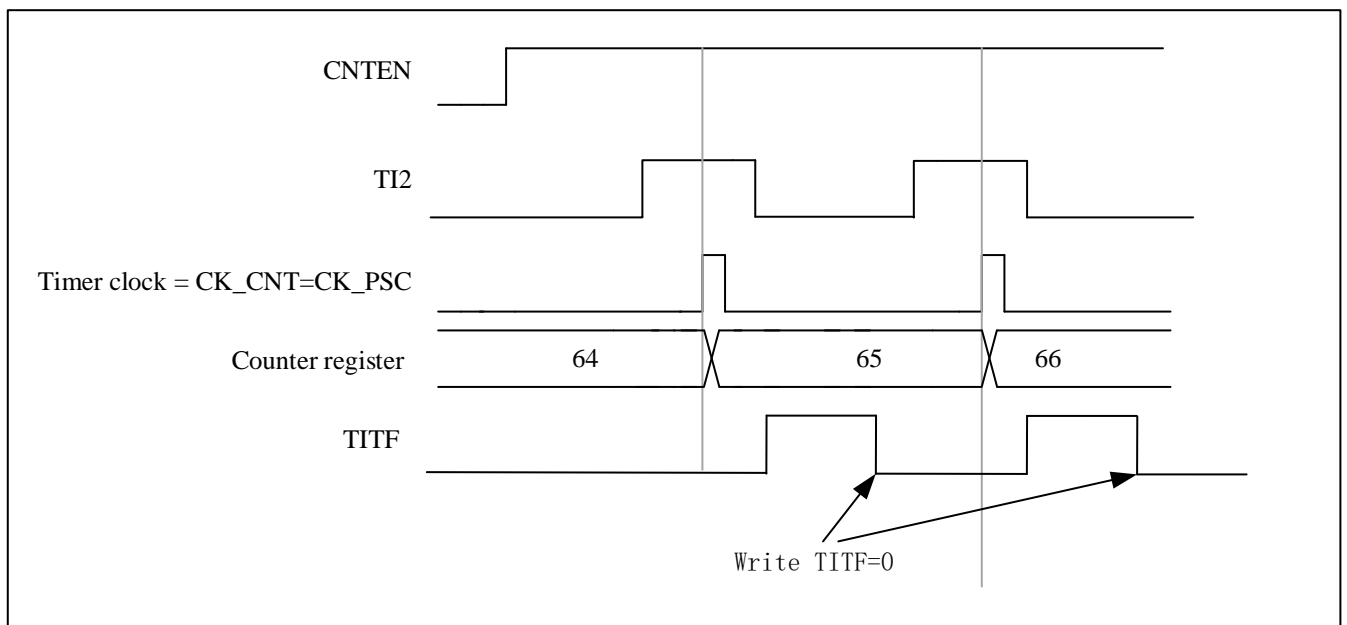 CNTEN
TI2
Timer clock = CK_CNT=CK_PSC
Counter register
64
65
66
TITF
Write TITF=0